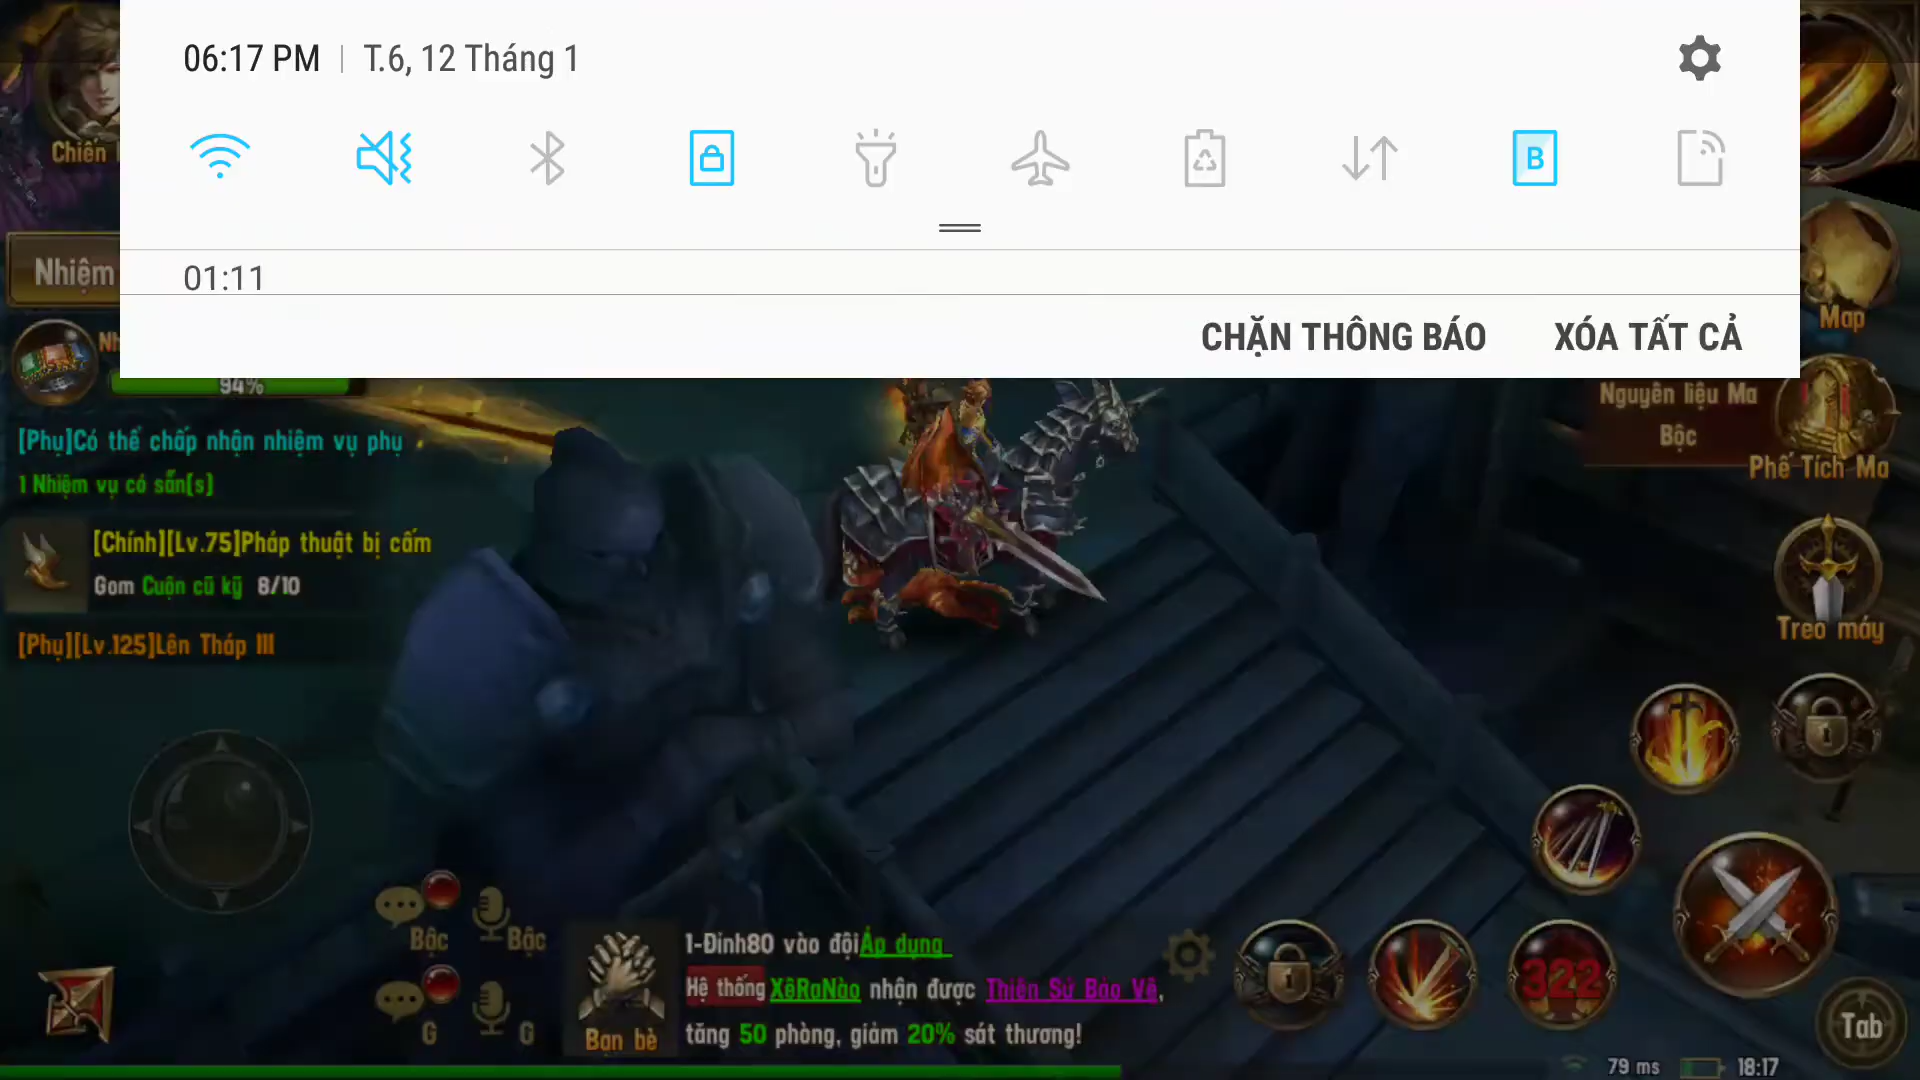 06:17 PM | T.6, 12 Tháng 1
B
01:11
CHẶN THÔNG BÁO XÓA TẤT CẢ
Chiến
Nhiệm
Nh
94%
[Phụ]Có thể chấp nhận nhiệm vụ phụ
1 Nhiệm vụ có sẵn(s)
[Chính][Lv.75]Pháp thuật bị cấm
Gom Cuộn cũ kỹ 8/10
[Phụ][Lv.125]Lên Tháp III
Map
Nguyên liệu Ma
Bộc
Phế Tích Ma
Treo máy
Bậc Bậc
G G
Bạn bè
1-Đỉnh80 vào đội Áp dụng
Hệ thống XêRaNào nhận được Thiên Sứ Bảo Vệ,
tăng 50 phòng, giảm 20% sát thương!
322
Tab
79 ms 18:17